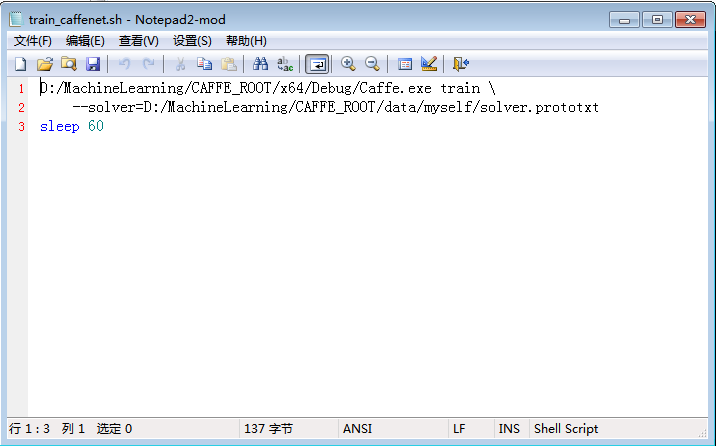 train_caffenet.sh - Notepad2-mod
文件(F) 编辑(E) 查看(V) 设置(S) 帮助(H)
1 D:/MachineLearning/CAFFE_ROOT/x64/Debug/Caffe.exe train \
2 --solver=D:/MachineLearning/CAFFE_ROOT/data/myself/solver.prototxt
3 sleep 60
行 1 : 3 列 1 选定 0 137 字节 ANSI LF INS Shell Script